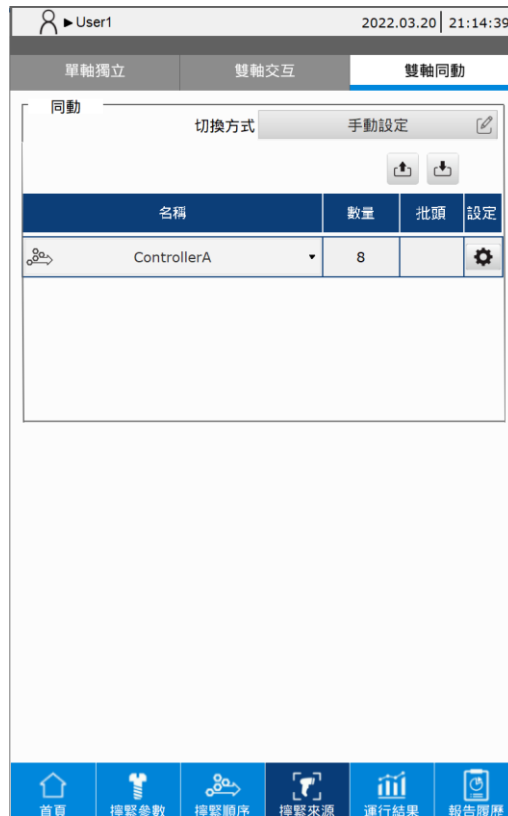 ►User1 2022.03.20 21:14:39
單軸獨立 雙軸交互 雙軸同動
同動
切換方式 手動設定
名稱 數量 批頭 設定
ControllerA 8
首頁 擰緊參數 擰緊順序 擰緊來源 運行結果 報告履歷